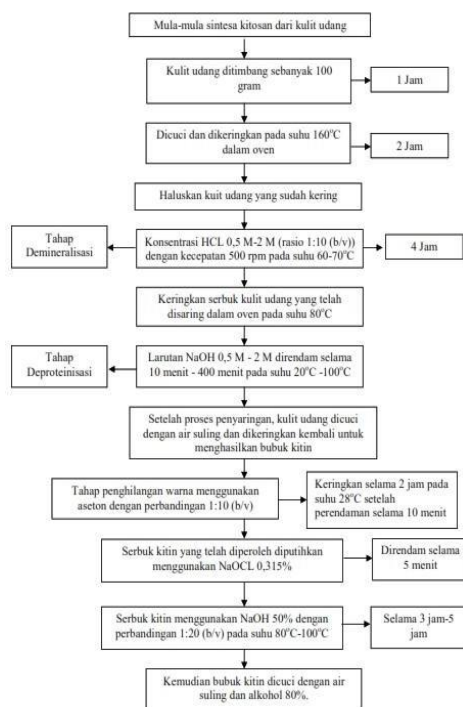 Mula-mula sintesa kitosan dari kulit udang
Kulit udang ditimbang sebanyak 100
gram
1 Jam
Dicuci dan dikeringkan pada suhu 160°C
dalam oven
2 Jam
Haluskan kuit udang yang sudah kering
Tahap
Demineralisasi
Konsentrasi HCL 0,5 M-2 M (rasio 1:10 (b/v))
dengan kecepatan 500 rpm pada suhu 60-70°C
4 Jam
Keringkan serbuk kulit udang yang telah
disaring dalam oven pada suhu 80°C
Tahap
Deproteinisasi
Larutan NaOH 0,5 M - 2 M direndam selama
10 menit - 400 menit pada suhu 20°C -100°C
Setelah proses penyaringan, kulit udang dicuci
dengan air suling dan dikeringkan kembali untuk
menghasilkan bubuk kitin
Tahap penghilangan warna menggunakan
aseton dengan perbandingan 1:10 (b/v)
Keringkan selama 2 jam pada
suhu 28°C setelah
perendaman selama 10 menit
Serbuk kitin yang telah diperoleh diputihkan
menggunakan NaOCL 0,315%
Direndam selama
5 menit
Serbuk kitin menggunakan NaOH 50% dengan
perbandingan 1:20 (b/v) pada suhu 80°C-100°C
Selama 3 jam-5
jam
Kemudian bubuk kitin dicuci dengan air
suling dan alkohol 80%.